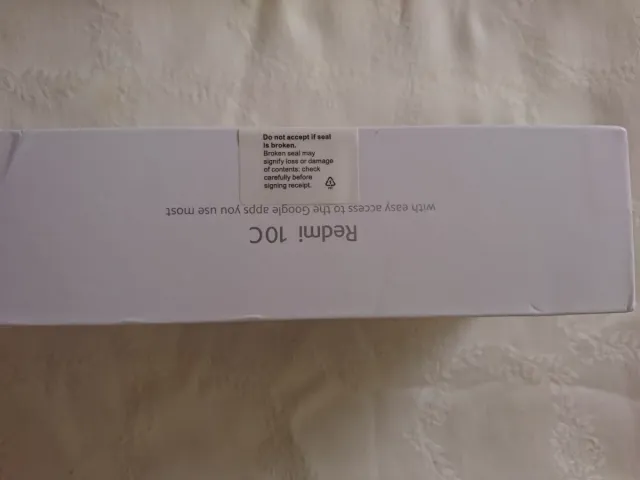 Do not accept if seal
is broken.
Broken seal may
signify loss or damage
of contents: check
carefully before
signing receipt.
Redmi 10C
with easy access to the Google apps you use most